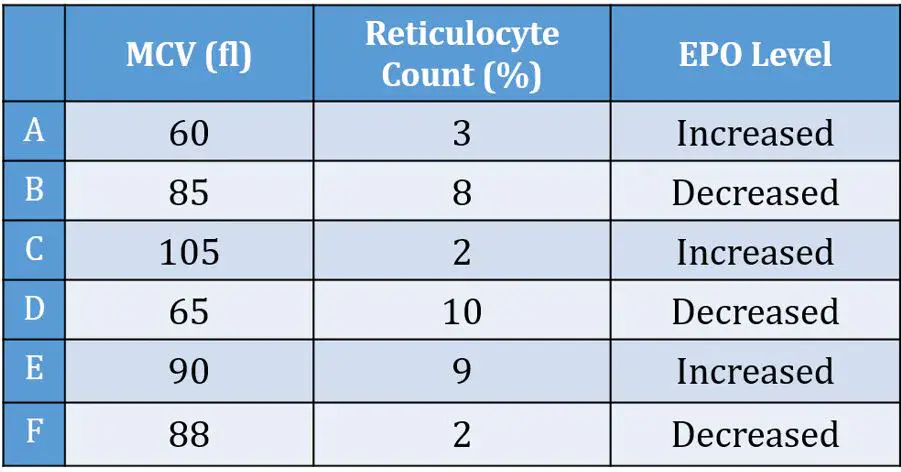 MCV (fl) Reticulocyte Count (%) EPO Level
A 60 3 Increased
B 85 8 Decreased
C 105 2 Increased
D 65 10 Decreased
E 90 9 Increased
F 88 2 Decreased